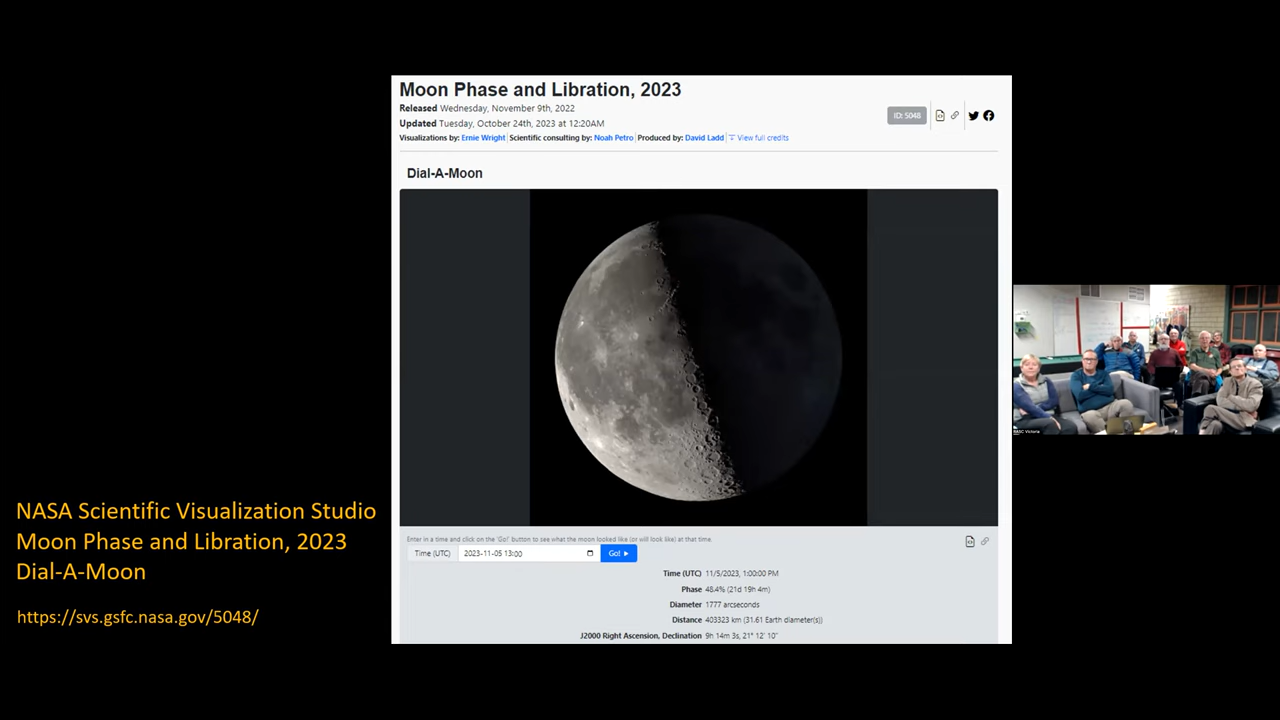 Moon Phase and Libration, 2023
Released Wednesday, November 9th, 2022
Updated Tuesday, October 24th, 2023 at 12:20AM
ID: 5048
Visualizations by: Ernie Wright Scientific consulting by: Noah Petro Produced by: David Ladd View full credits
Dial-A-Moon
Enter in a time and click on the 'Go!' button to see what the moon looked like (or will look like) at that time.
Time (UTC) 2023-11-05 13:00 Go!
Time (UTC) 11/5/2023, 1:00:00 PM
Phase 48.4% (21d 19h 4m)
Diameter 1777 arcseconds
Distance 403323 km (31.61 Earth diameter(s))
J2000 Right Ascension, Declination 9h 14m 3s, 21° 12' 10"
NASA Scientific Visualization Studio
Moon Phase and Libration, 2023
Dial-A-Moon
https://svs.gsfc.nasa.gov/5048/
RASC Victoria